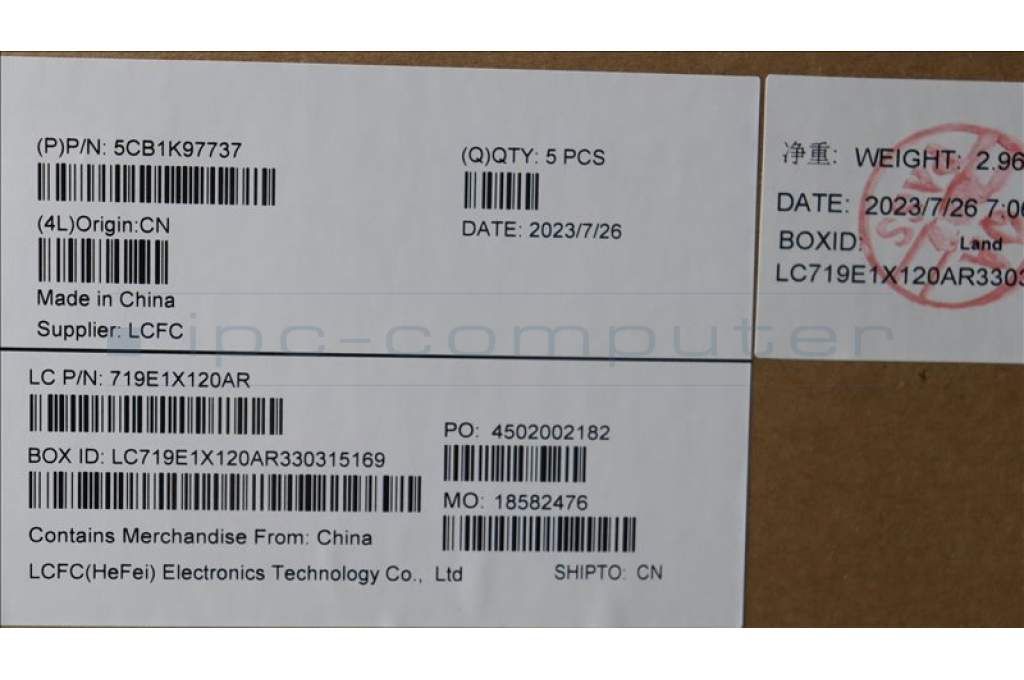 (P)P/N: 5CB1K97737
(Q)QTY: 5 PCS
(4L)Origin:CN
DATE: 2023/7/26
Made in China
Supplier: LCFC
净重: WEIGHT: 2.96
DATE: 2023/7/26 7:06
BOXID:
Land
LC719E1X120AR3303
ipc-computer
LC P/N: 719E1X120AR
PO: 4502002182
BOX ID: LC719E1X120AR330315169
MO: 18582476
Contains Merchandise From: China
LCFC(HeFei) Electronics Technology Co., Ltd
SHIPTO: CN